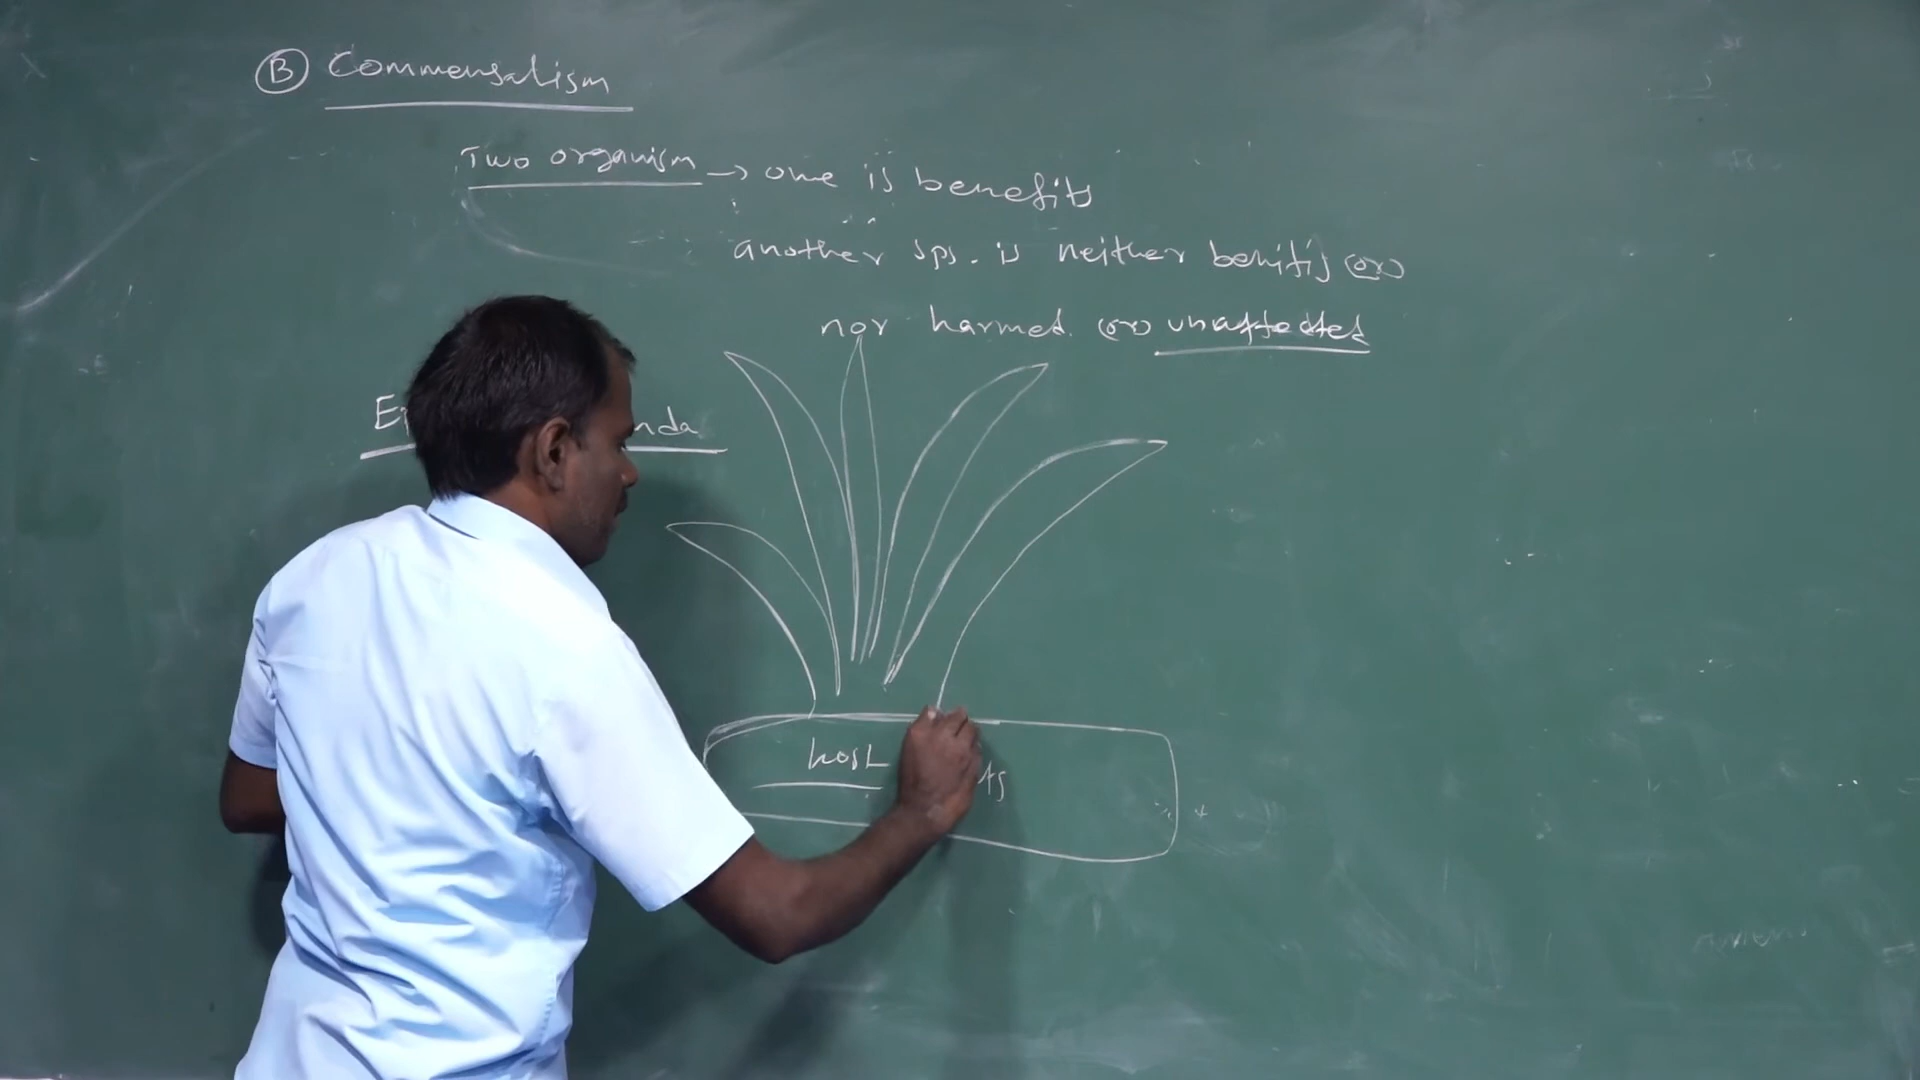 B Commensalism
Two organism → one is benefits
another sps. is neither benifits (or)
nor harmed. (or) unaffected
host